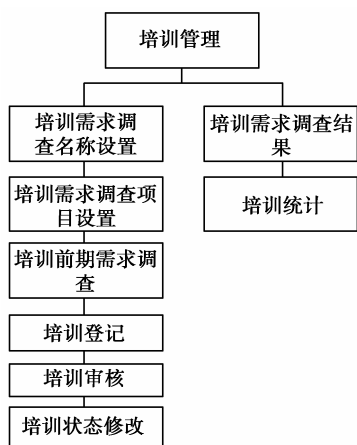 培训管理
培训需求调
查名称设置
培训需求调查项
目设置
培训前期需求调
查
培训登记
培训审核
培训状态修改
培训需求调查结
果
培训统计